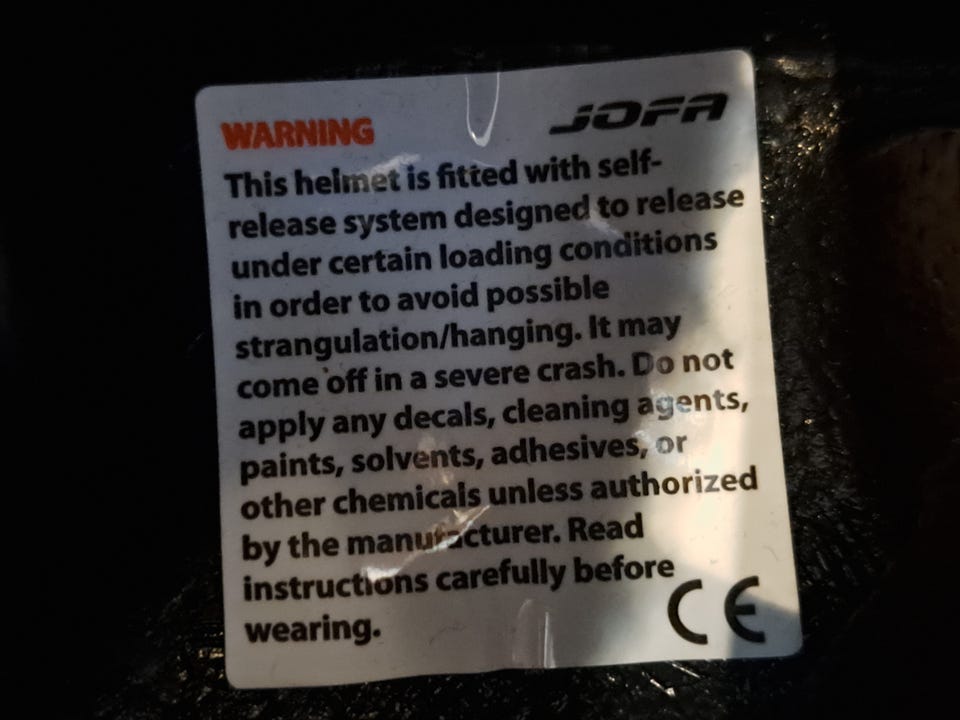 WARNING JOFA
This helmet is fitted with self-
release system designed to release
under certain loading conditions
in order to avoid possible
strangulation/hanging. It may
come off in a severe crash. Do not
apply any decals, cleaning agents,
paints, solvents, adhesives, or
other chemicals unless authorized
by the manufacturer. Read
instructions carefully before
wearing.
CE